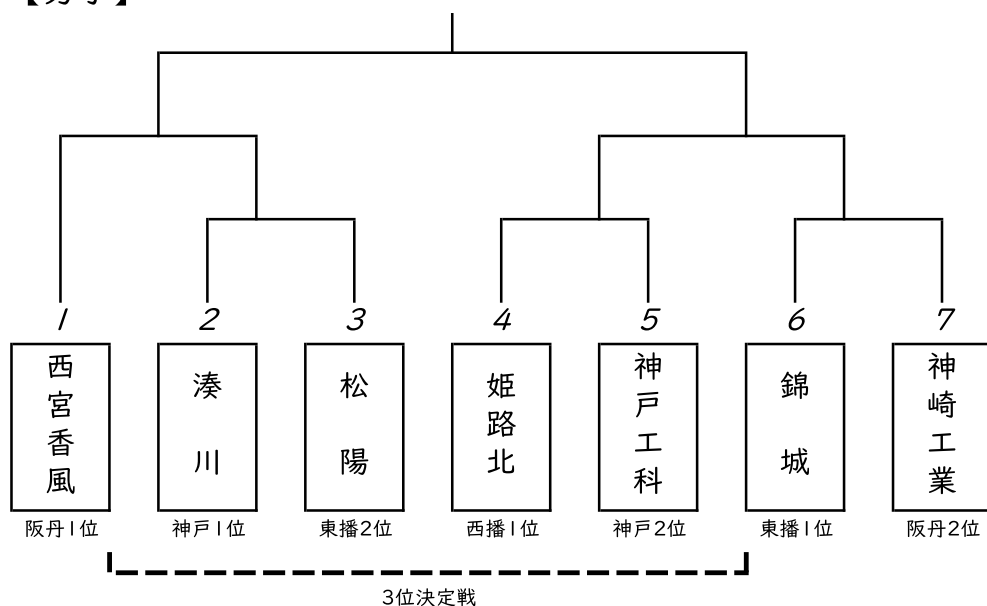 【男子】
1 2 3 4 5 6 7
西宮香風 湊川 松陽 姫路北 神戸工科 錦城 神崎工業
阪丹1位 神戸1位 東播2位 西播1位 神戸2位 東播1位 阪丹2位
3位決定戦